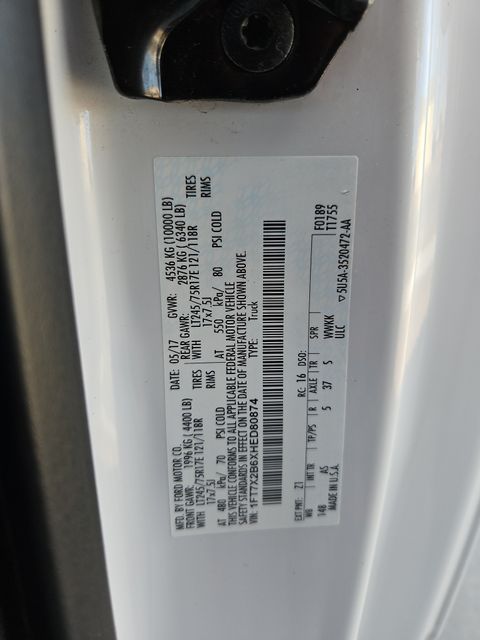 MFD. BY FORD MOTOR CO.
DATE: 05/17 GVWR: 4536 KG (10000 LB)
FRONT GAWR: 1996 KG ( 4400 LB) REAR GAWR: 2876 KG ( 6340 LB)
WITH LT245/75R17E 121/118R TIRES WITH LT245/75R17E 121/118R TIRES
17x7.5J RIMS 17x7.5J RIMS
AT 480 kPa/ 70 PSI COLD AT 550 kPa/ 80 PSI COLD
THIS VEHICLE CONFORMS TO ALL APPLICABLE FEDERAL MOTOR VEHICLE
SAFETY STANDARDS IN EFFECT ON THE DATE OF MANUFACTURE SHOWN ABOVE.
VIN: 1FT7X2B6XHED80874 TYPE: Truck
F0189
T1755
EXT PNT: Z1 RC: 16 DSO:
WB INT TR TP/PS R AXLE TR SPR WWKK
148 AS 5 37 5 ULC
MADE IN U.S.A. ▽5U5A-3520472-AA